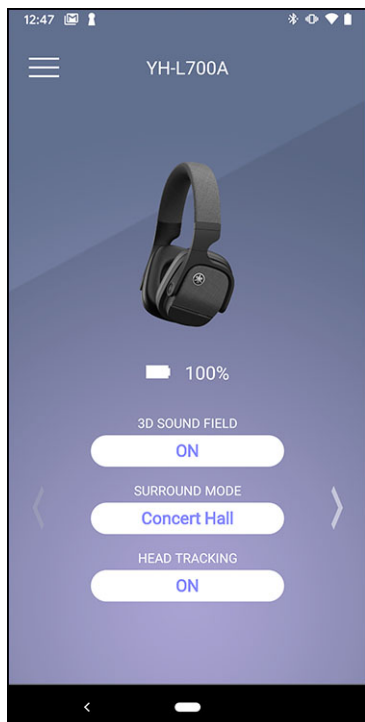 12:47
YH-L700A
100%
3D SOUND FIELD
ON
SURROUND MODE
Concert Hall
HEAD TRACKING
ON